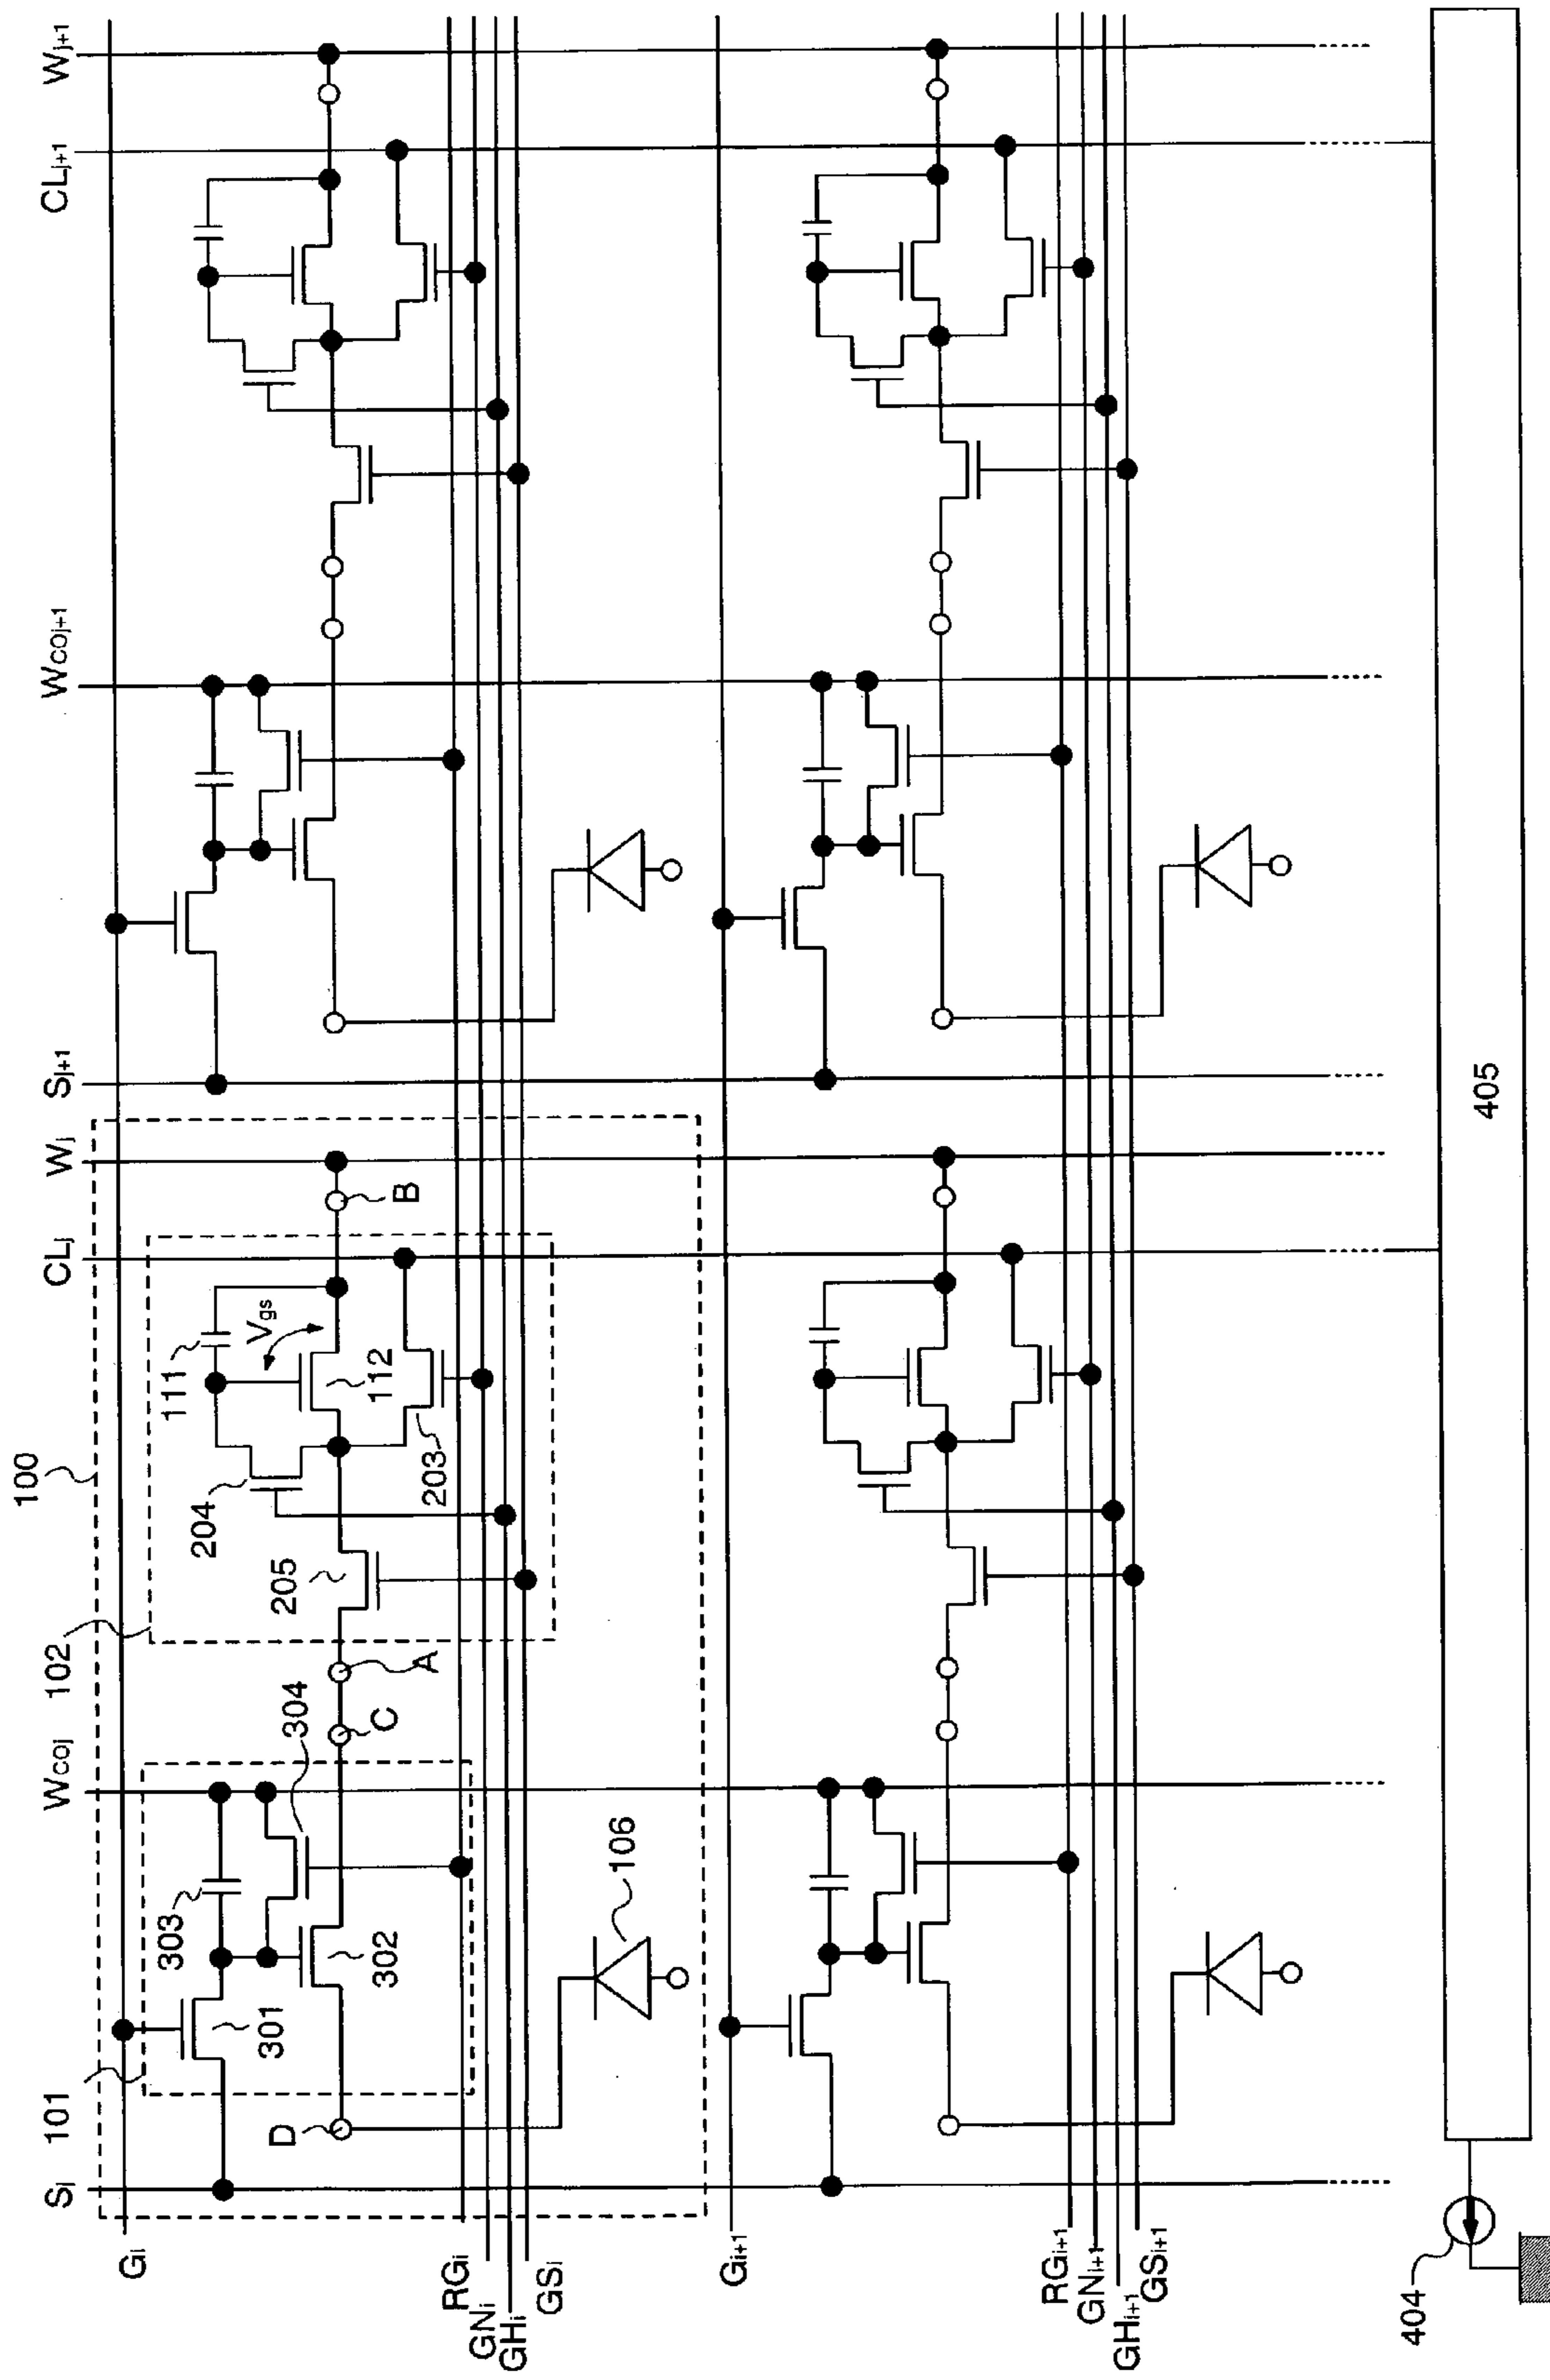 100
Sj 101 Wcoj 102 CLj Wj Sj+1 Wcoj+1 CLj+1 Wj+1
Gi
303 111
204
Vgs
301 205
D 304
302 C 112 B
A 203
RGi
GNi
GHi
GSi
106
Gi+1
RGi+1
GNi+1
GHi+1
GSi+1
404
405